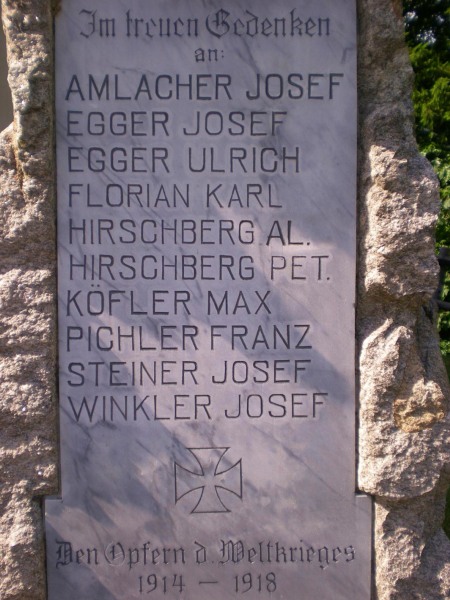 Im treuen Gedenken
an:
AMLACHER JOSEF
EGGER JOSEF
EGGER ULRICH
FLORIAN KARL
HIRSCHBERG AL.
HIRSCHBERG PET.
KÖFLER MAX
PICHLER FRANZ
STEINER JOSEF
WINKLER JOSEF
Den Opfern d. Weltkrieges
1914 — 1918